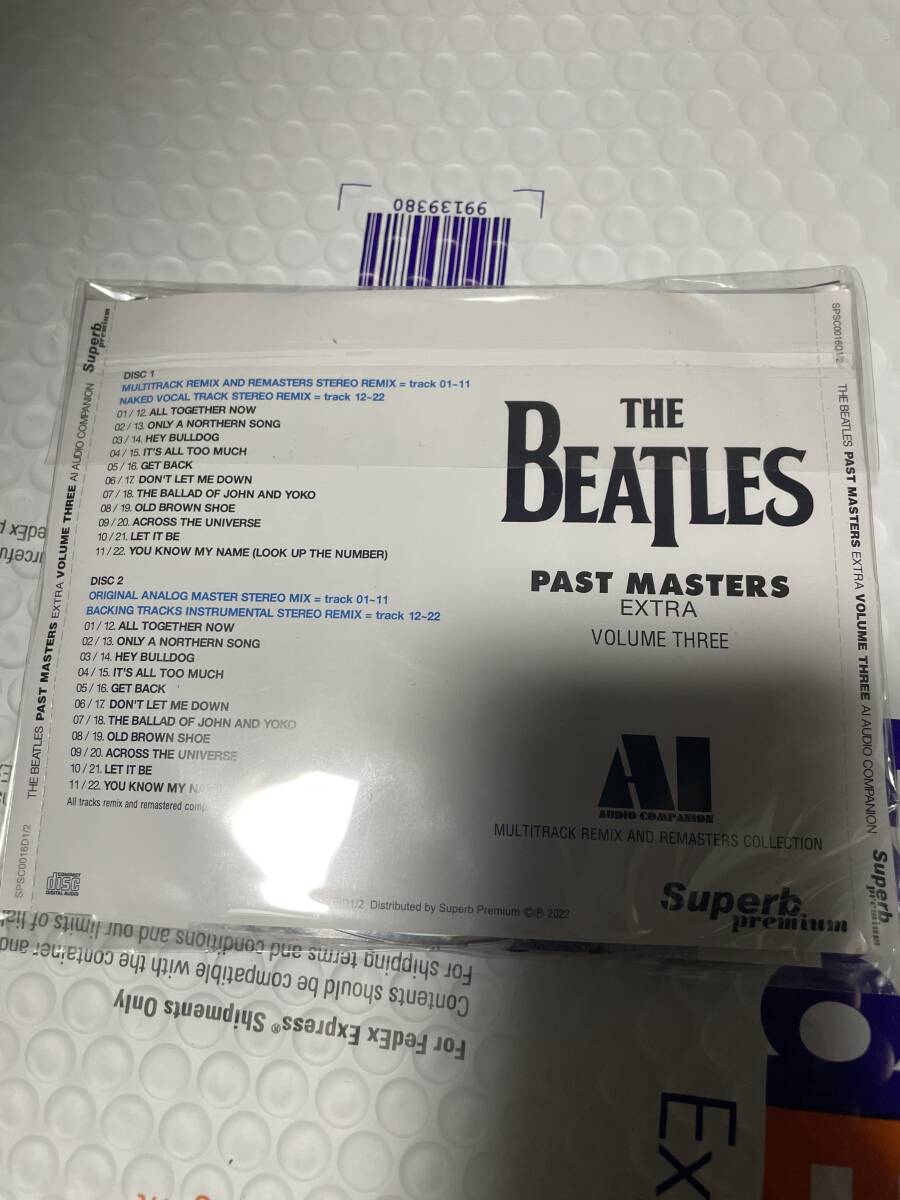 99139380
DISC 1
MULTITRACK REMIX AND REMASTERS STEREO REMIX = track 01-11
NAKED VOCAL TRACK STEREO REMIX = track 12-22
01 / 12. ALL TOGETHER NOW
02 / 13. ONLY A NORTHERN SONG
03 / 14. HEY BULLDOG
04 / 15. IT'S ALL TOO MUCH
05 / 16. GET BACK
06 / 17. DON'T LET ME DOWN
07 / 18. THE BALLAD OF JOHN AND YOKO
08 / 19. OLD BROWN SHOE
09 / 20. ACROSS THE UNIVERSE
10 / 21. LET IT BE
11 / 22. YOU KNOW MY NAME (LOOK UP THE NUMBER)
DISC 2
ORIGINAL ANALOG MASTER STEREO MIX = track 01-11
BACKING TRACKS INSTRUMENTAL STEREO REMIX = track 12-22
01 / 12. ALL TOGETHER NOW
02 / 13. ONLY A NORTHERN SONG
03 / 14. HEY BULLDOG
04 / 15. IT'S ALL TOO MUCH
05 / 16. GET BACK
06 / 17. DON'T LET ME DOWN
07 / 18. THE BALLAD OF JOHN AND YOKO
08 / 19. OLD BROWN SHOE
09 / 20. ACROSS THE UNIVERSE
10 / 21. LET IT BE
11 / 22. YOU KNOW MY NA
All tracks remix and remastered comp
COMPACT
disc
DIGITAL AUDIO
D1/2 Distributed by Superb Premium ©℗ 2022
THE
BEATLES
PAST MASTERS
EXTRA
VOLUME THREE
AI
AUDIO COMPANION
MULTITRACK REMIX AND REMASTERS COLLECTION
Superb
premium
SPSC0016D1/2 THE BEATLES PAST MASTERS EXTRA VOLUME THREE AI AUDIO COMPANION Superb premium
SPSC0016D1/2 THE BEATLES PAST MASTERS EXTRA VOLUME THREE AI AUDIO COMPANION Superb premium
For FedEx Express® Shipments Only
Contents should be compatible with the container and
For shipping terms and conditions and our limits of lia
Ex